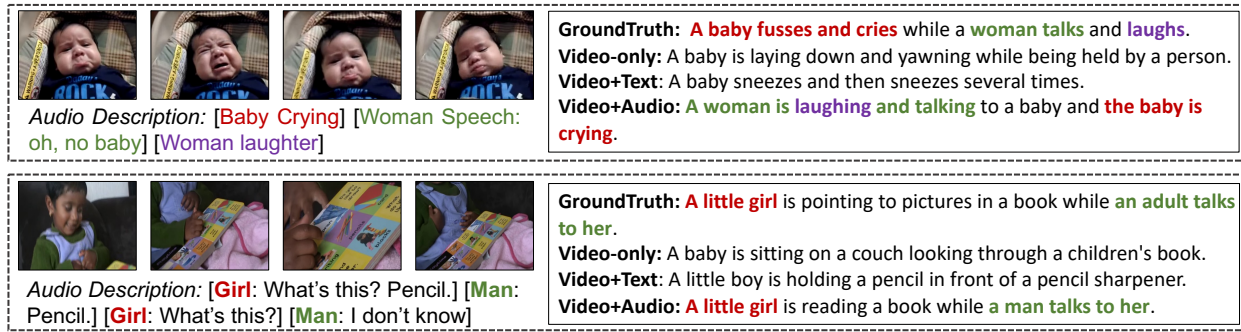 GroundTruth: A baby fusses and cries while a woman talks and laughs.
Video-only: A baby is laying down and yawning while being held by a person.
Video+Text: A baby sneezes and then sneezes several times.
Video+Audio: A woman is laughing and talking to a baby and the baby is
crying.
Audio Description: [Baby Crying] [Woman Speech:
oh, no baby] [Woman laughter]
GroundTruth: A little girl is pointing to pictures in a book while an adult talks
to her.
Video-only: A baby is sitting on a couch looking through a children's book.
Video+Text: A little boy is holding a pencil in front of a pencil sharpener.
Video+Audio: A little girl is reading a book while a man talks to her.
Audio Description: [Girl: What's this? Pencil.] [Man:
Pencil.] [Girl: What's this?] [Man: I don't know]